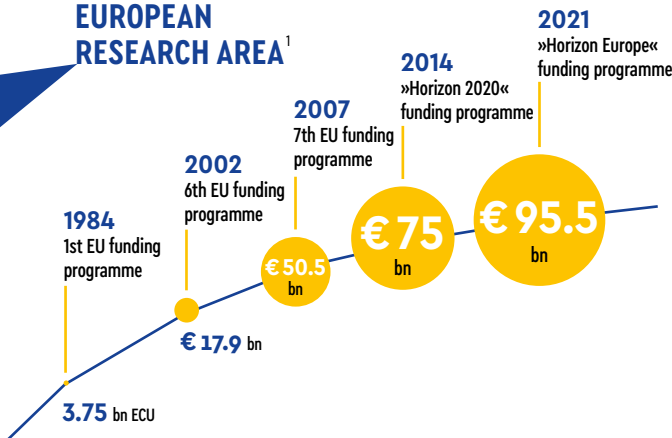 EUROPEAN
RESEARCH AREA¹
1984
1st EU funding
programme
3.75 bn ECU
2002
6th EU funding
programme
€ 17.9 bn
2007
7th EU funding
programme
€ 50.5
bn
2014
»Horizon 2020«
funding programme
€ 75
bn
2021
»Horizon Europe«
funding programme
€ 95.5
bn